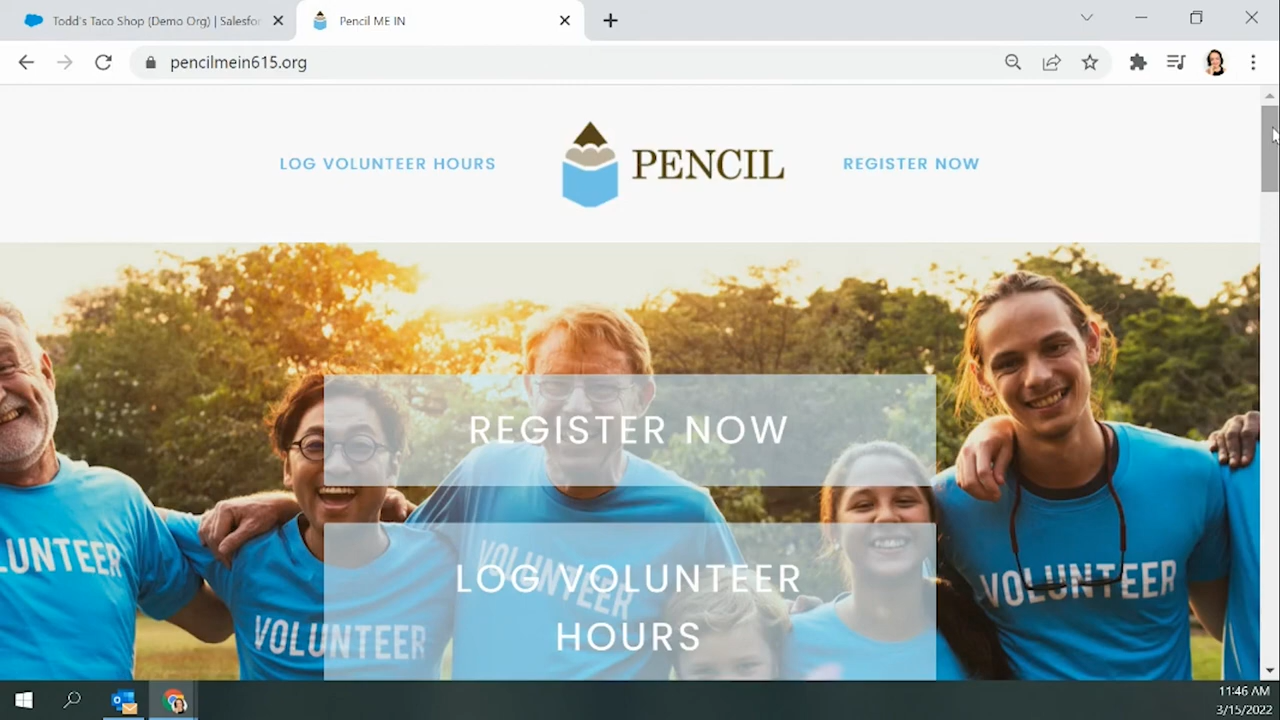 Todd's Taco Shop (Demo Org) | Salesfor
Pencil ME IN
pencilmein615.org
LOG VOLUNTEER HOURS
PENCIL
REGISTER NOW
REGISTER NOW
LOG VOLUNTEER
HOURS
LUNTEER
VOLUNTEER
VOLUNTEER
VOLUNTEER
11:46 AM
3/15/2022